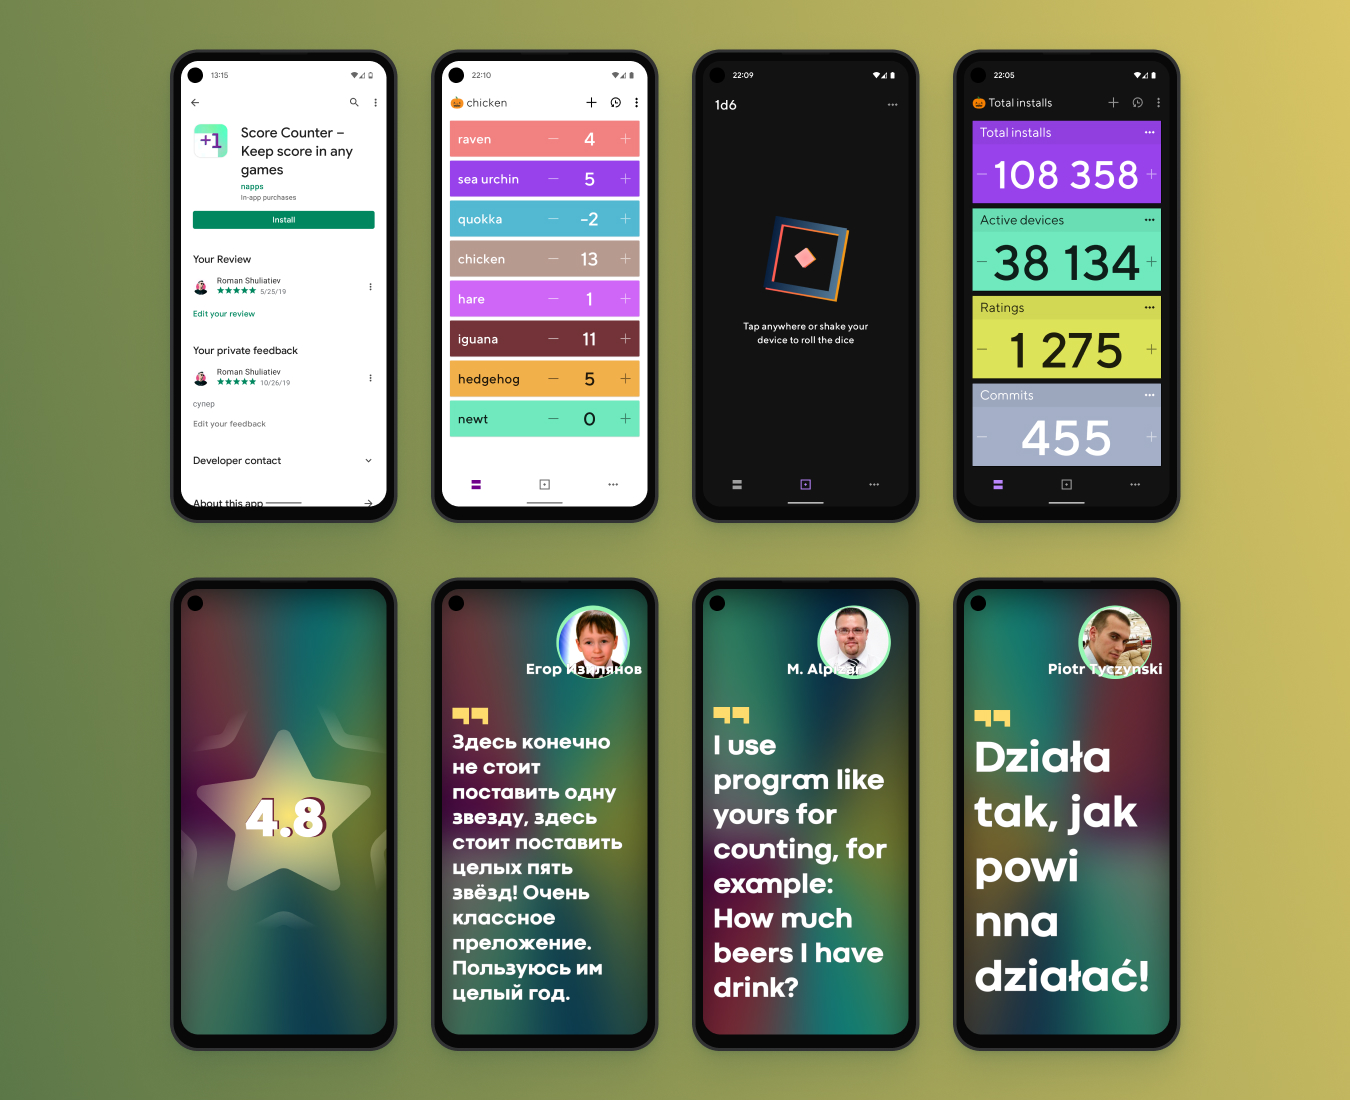 13:15
Score Counter –
Keep score in any
games
napps
In-app purchases
Install
Your Review
Roman Shuliatiev
5/25/19
Edit your review
Your private feedback
Roman Shuliatiev
10/26/19
супер
Edit your feedback
Developer contact
About this app
+1
22:10
chicken
raven – 4 +
sea urchin – 5 +
quokka – -2 +
chicken – 13 +
hare – 1 +
iguana – 11 +
hedgehog – 5 +
newt – 0 +
22:09
1d6
Tap anywhere or shake your
device to roll the dice
22:05
Total installs
Total installs
– 108 358 +
Active devices
– 38 134 +
Ratings
– 1 275 +
Commits
– 455 +
4.8
Егор
Здесь конечно
не стоит
поставить одну
звезду, здесь
стоит поставить
целых пять
звёзд! Очень
классное
преложение.
Пользуюсь им
целый год.
M. Alpizar
I use
program like
yours for
counting, for
example:
How much
beers I have
drink?
Piotr Tyczynski
Działa
tak, jak
powi
nna
działać!